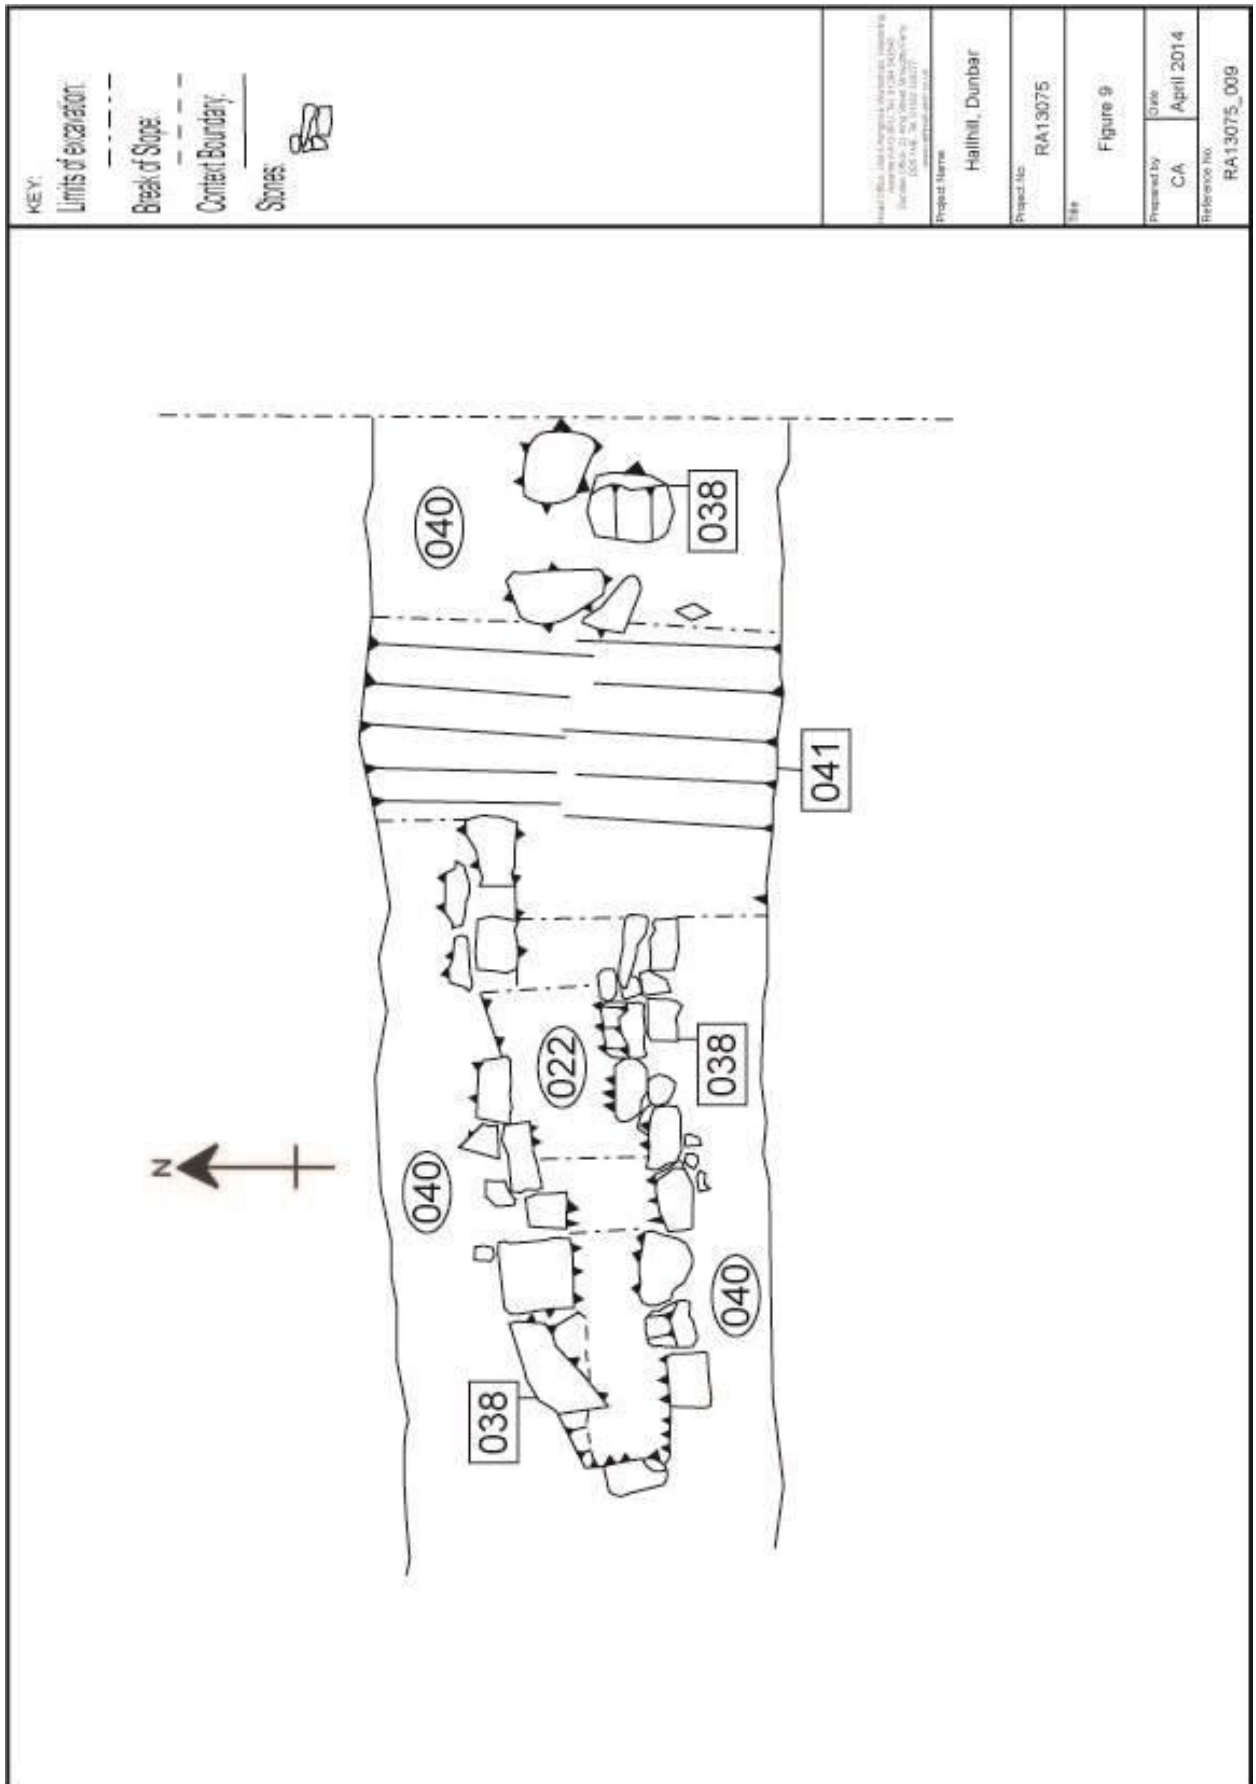 KEY:
Limits of excavation:
Break of Slope:
Context Boundary:
Stones:
N
040
038
040
022
038
041
040
038
Project Name
Hallhill, Dunbar
Project No.
RA13075
Title
Figure 9
Prepared by
CA
Date
April 2014
Reference No.
RA13075_009